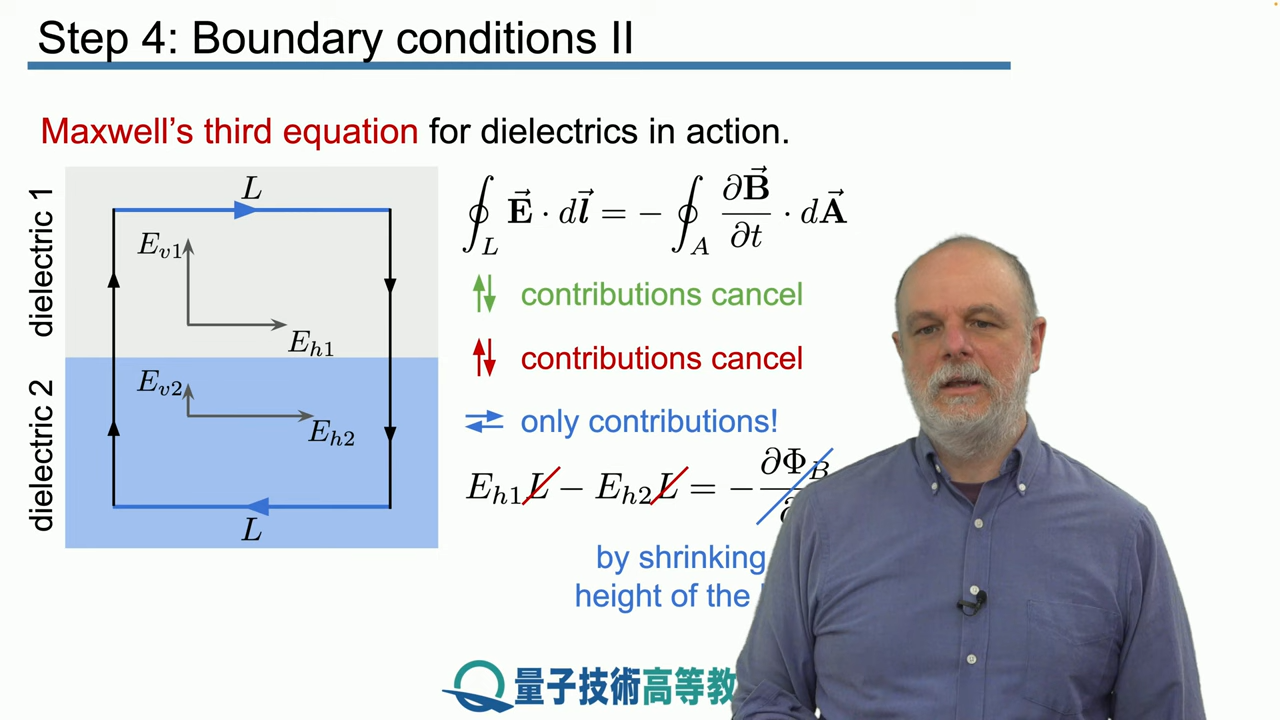 Step 4: Boundary conditions II
Maxwell's third equation for dielectrics in action.
dielectric 1
dielectric 2
L
E_{v1}
E_{h1}
E_{v2}
E_{h2}
L
∮_L E⃗ · dl⃗ = − ∮_A ∂B⃗/∂t · dA⃗
contributions cancel
contributions cancel
only contributions!
E_{h1}L − E_{h2}L = − ∂Φ_B/∂
by shrinking
height of the
量子技術高等教